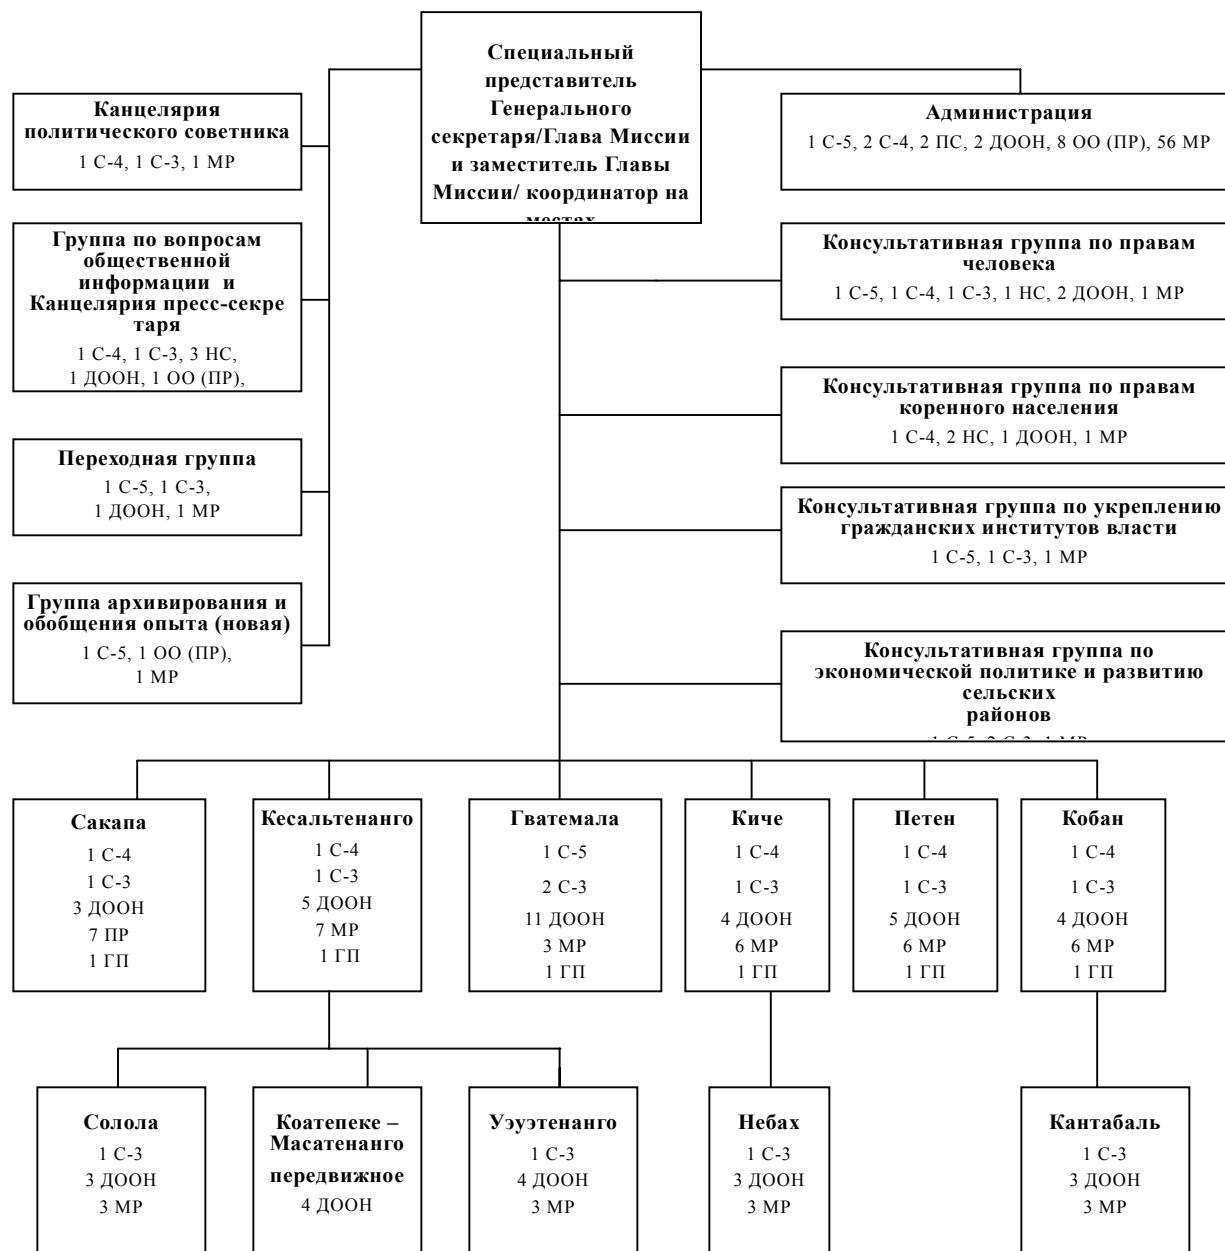 Специальный
представитель
Генерального
секретаря/Глава Миссии
и заместитель Главы
Миссии/ координатор на
местах
Канцелярия
политического советника
1 С-4, 1 С-3, 1 МР
Группа по вопросам
общественной
информации и
Канцелярия пресс-секре
таря
1 С-4, 1 С-3, 3 НС,
1 ДООН, 1 ОО (ПР),
Переходная группа
1 С-5, 1 С-3,
1 ДООН, 1 МР
Группа архивирования и
обобщения опыта (новая)
1 С-5, 1 ОО (ПР),
1 МР
Администрация
1 С-5, 2 С-4, 2 ПС, 2 ДООН, 8 ОО (ПР), 56 МР
Консультативная группа по правам
человека
1 С-5, 1 С-4, 1 С-3, 1 НС, 2 ДООН, 1 МР
Консультативная группа по правам
коренного населения
1 С-4, 2 НС, 1 ДООН, 1 МР
Консультативная группа по укреплению
гражданских институтов власти
1 С-5, 1 С-3, 1 МР
Консультативная группа по
экономической политике и развитию
сельских
районов
1 С-5, 2 С-3, 1 МР
Сакапа
1 С-4
1 С-3
3 ДООН
7 ПР
1 ГП
Кесальтенанго
1 С-4
1 С-3
5 ДООН
7 МР
1 ГП
Гватемала
1 С-5
2 С-3
11 ДООН
3 МР
1 ГП
Киче
1 С-4
1 С-3
4 ДООН
6 МР
1 ГП
Петен
1 С-4
1 С-3
5 ДООН
6 МР
1 ГП
Кобан
1 С-4
1 С-3
4 ДООН
6 МР
1 ГП
Солола
1 С-3
3 ДООН
3 МР
Коатепеке –
Масатенанго
передвижное
4 ДООН
Уэуэтенанго
1 С-3
4 ДООН
3 МР
Небах
1 С-3
3 ДООН
3 МР
Кантабаль
1 С-3
3 ДООН
3 МР